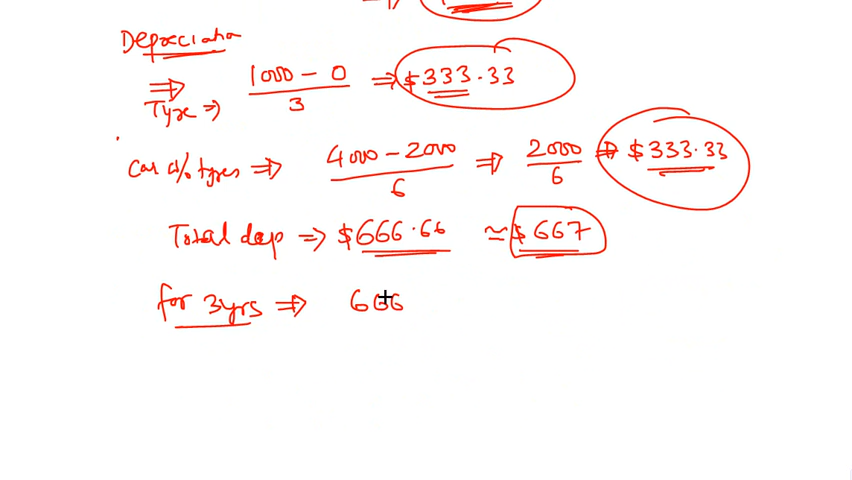 Depreciation
⇒ (1000 - 0)/3 ⇒ $333.33
Tyre ⇒
Car w/o tyres ⇒ (4000 - 2000)/6 ⇒ 2000/6 ⇒ $333.33
Total dep ⇒ $666.66 ≈ $667
for 3yrs ⇒ 666